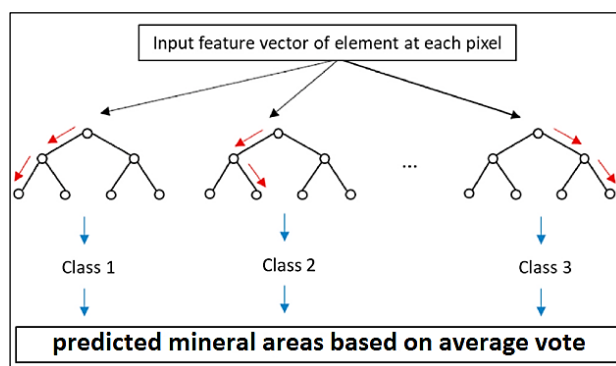 Input feature vector of element at each pixel
...
Class 1
Class 2
Class 3
predicted mineral areas based on average vote